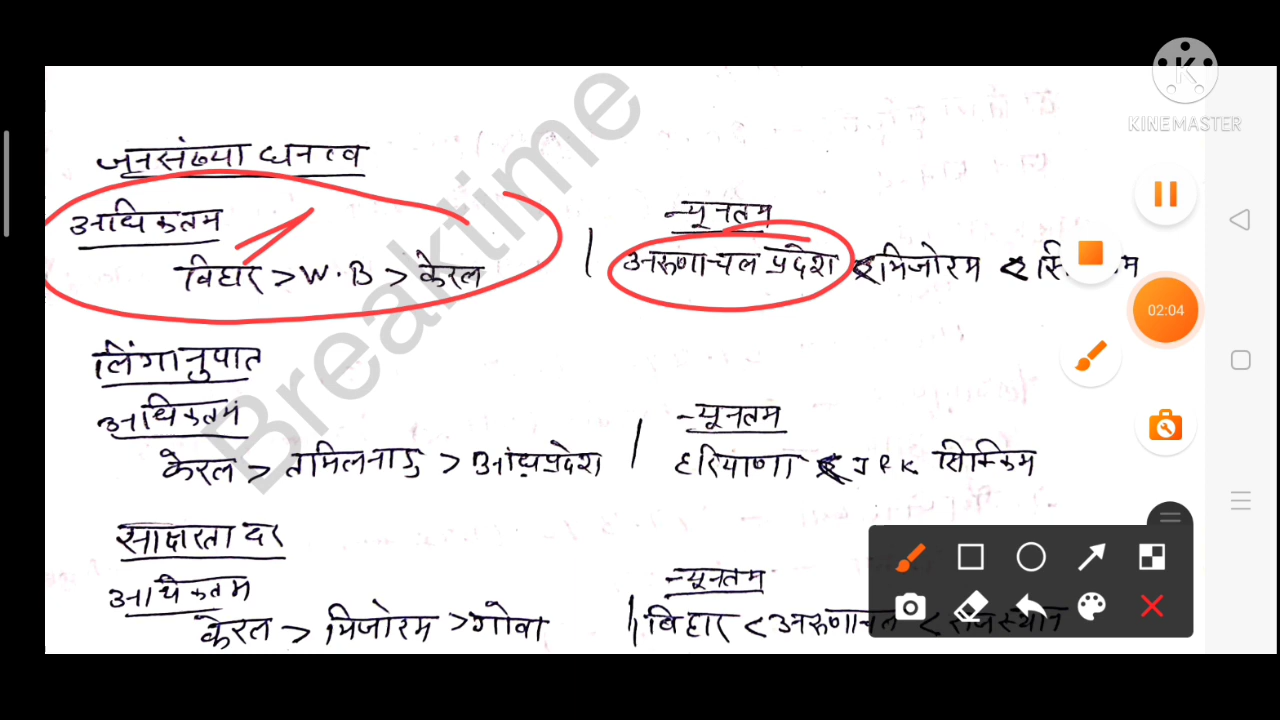 KINEMASTER
Breaktime
जनसंख्या घनत्व
अधिकतम
बिहार > W.B > केरल
न्यूनतम
अरुणाचल प्रदेश < मिजोरम <
02:04
लिंगानुपात
अधिकतम
केरल > तामिलनाडु > आंध्रप्रदेश
न्यूनतम
हरियाणा < J & K सिक्किम
साक्षरता दर
अधिकतम
केरल > मिजोरम > गोवा
न्यूनतम
बिहार < अरुणाचल < राजस्थान